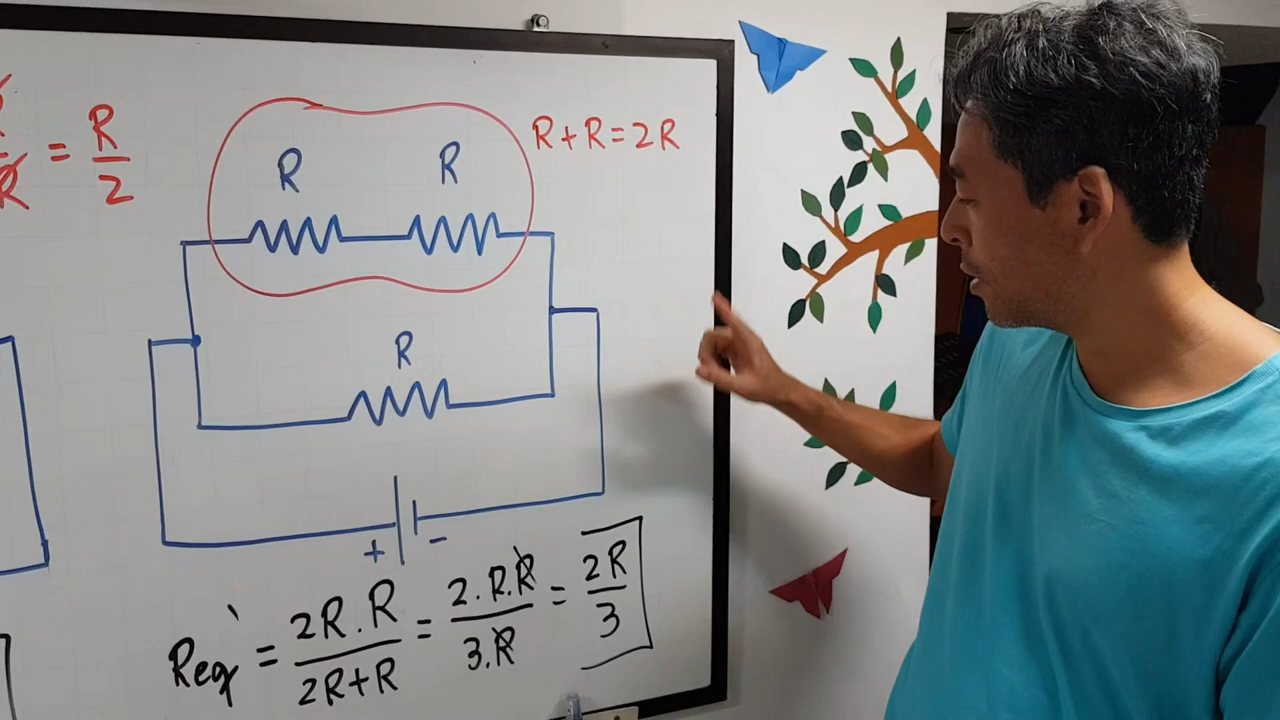 = R/2
R + R = 2R
R R
R
+ -
Req = 2R . R / 2R + R = 2 . R . R / 3 . R = 2R / 3